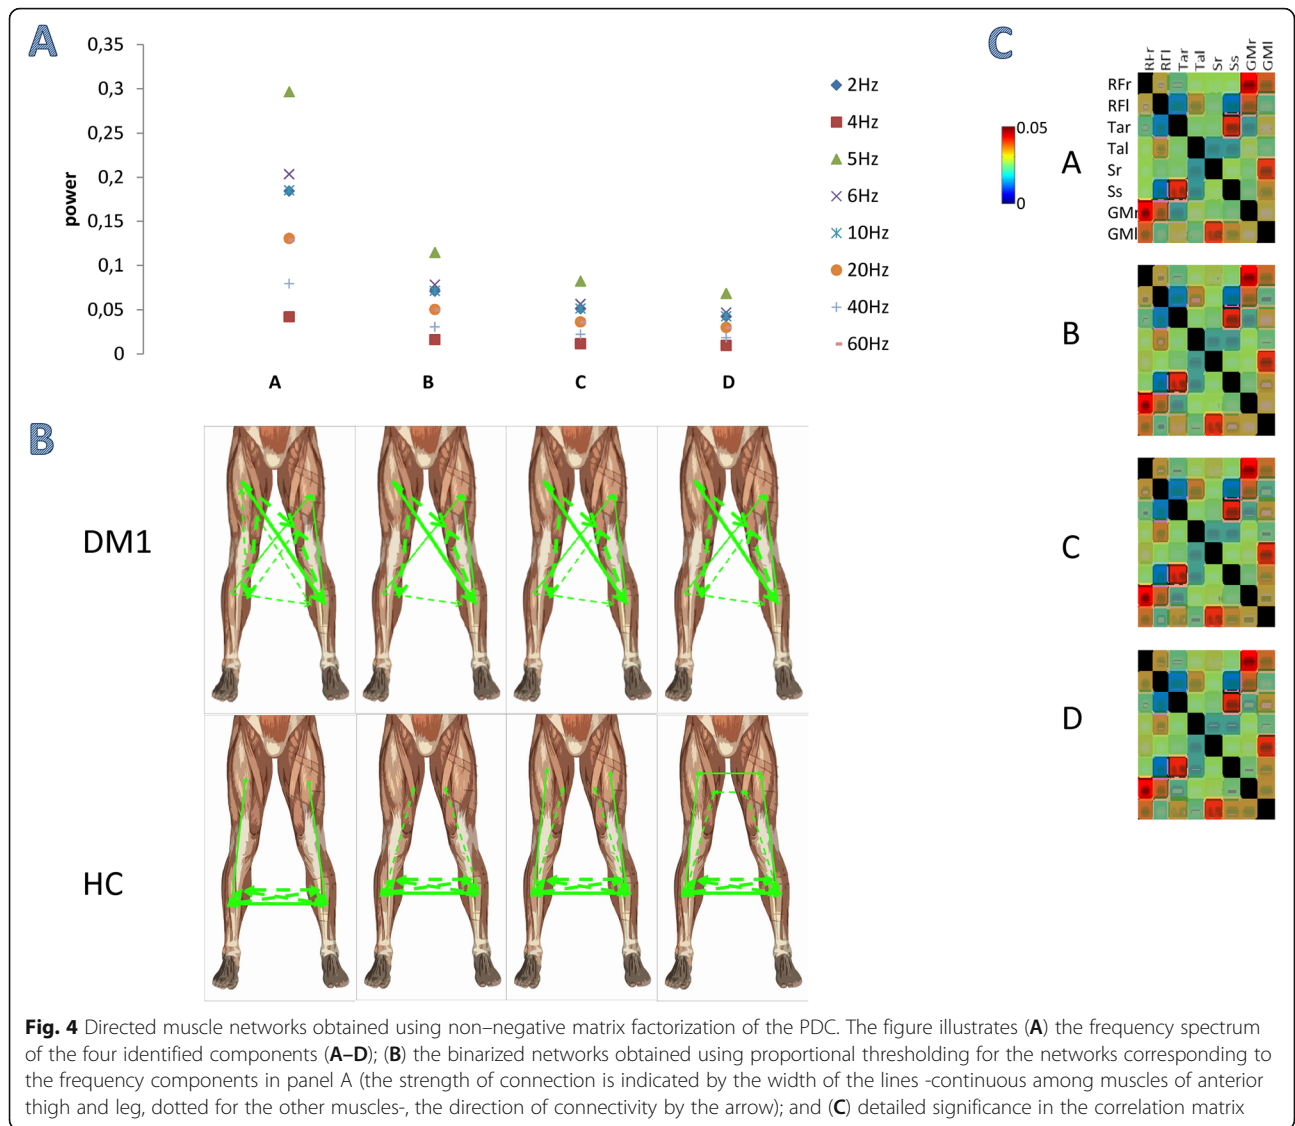 A
0,35
0,3
0,25
0,2
0,15
0,1
0,05
0
power
A
B
C
D
2Hz
4Hz
5Hz
6Hz
10Hz
20Hz
40Hz
60Hz
B
DM1
HC
C
0.05
0
A
RFr
RFl
Tar
Tal
Sr
Ss
GMr
GMl
RFr
RFl
Tar
Tal
Sr
Ss
GMr
GMl
B
C
D
Fig. 4 Directed muscle networks obtained using non–negative matrix factorization of the PDC. The figure illustrates (A) the frequency spectrum
of the four identified components (A–D); (B) the binarized networks obtained using proportional thresholding for the networks corresponding to
the frequency components in panel A (the strength of connection is indicated by the width of the lines -continuous among muscles of anterior
thigh and leg, dotted for the other muscles-, the direction of connectivity by the arrow); and (C) detailed significance in the correlation matrix